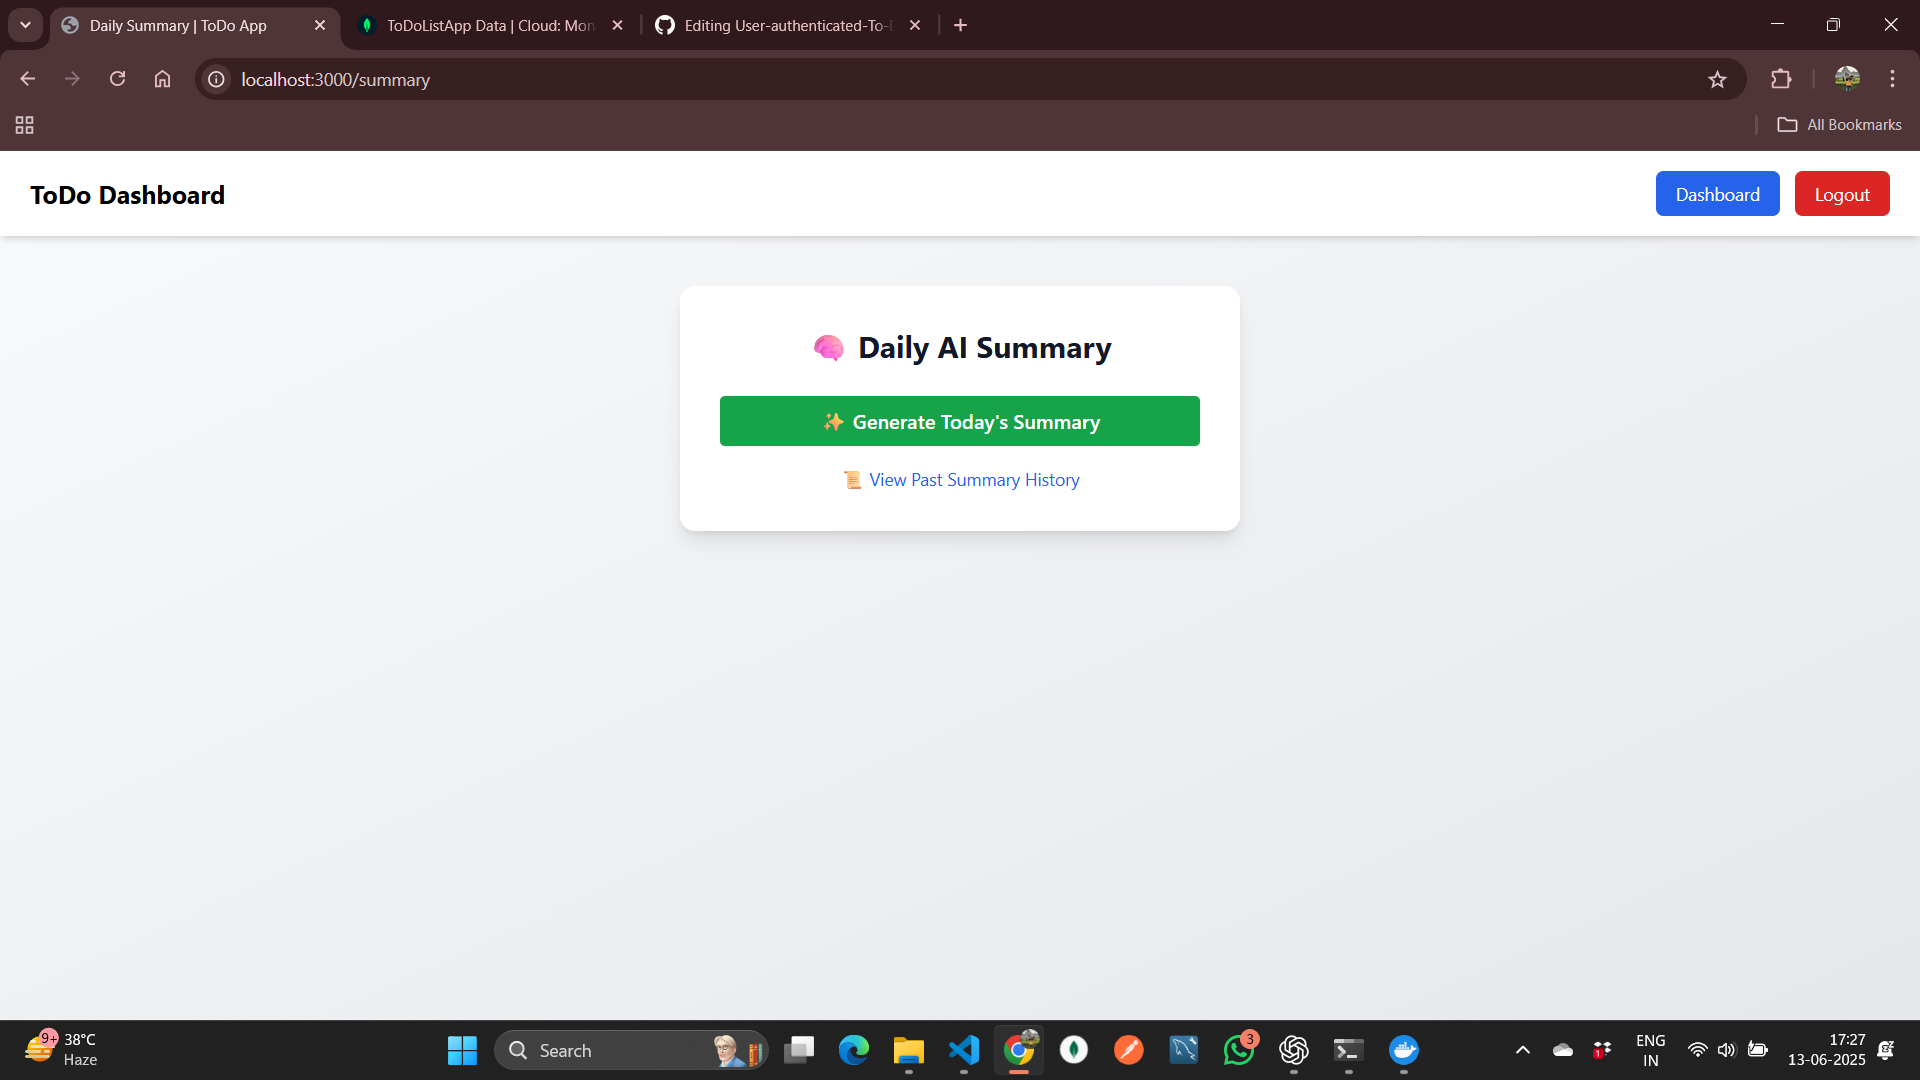 Daily Summary | ToDo App
ToDoListApp Data | Cloud: Mon
Editing User-authenticated-To-
localhost:3000/summary
All Bookmarks
ToDo Dashboard
Dashboard
Logout
🧠 Daily AI Summary
✨ Generate Today's Summary
📜 View Past Summary History
9+
38°C
Haze
Search
3
1
ENG
IN
17:27
13-06-2025